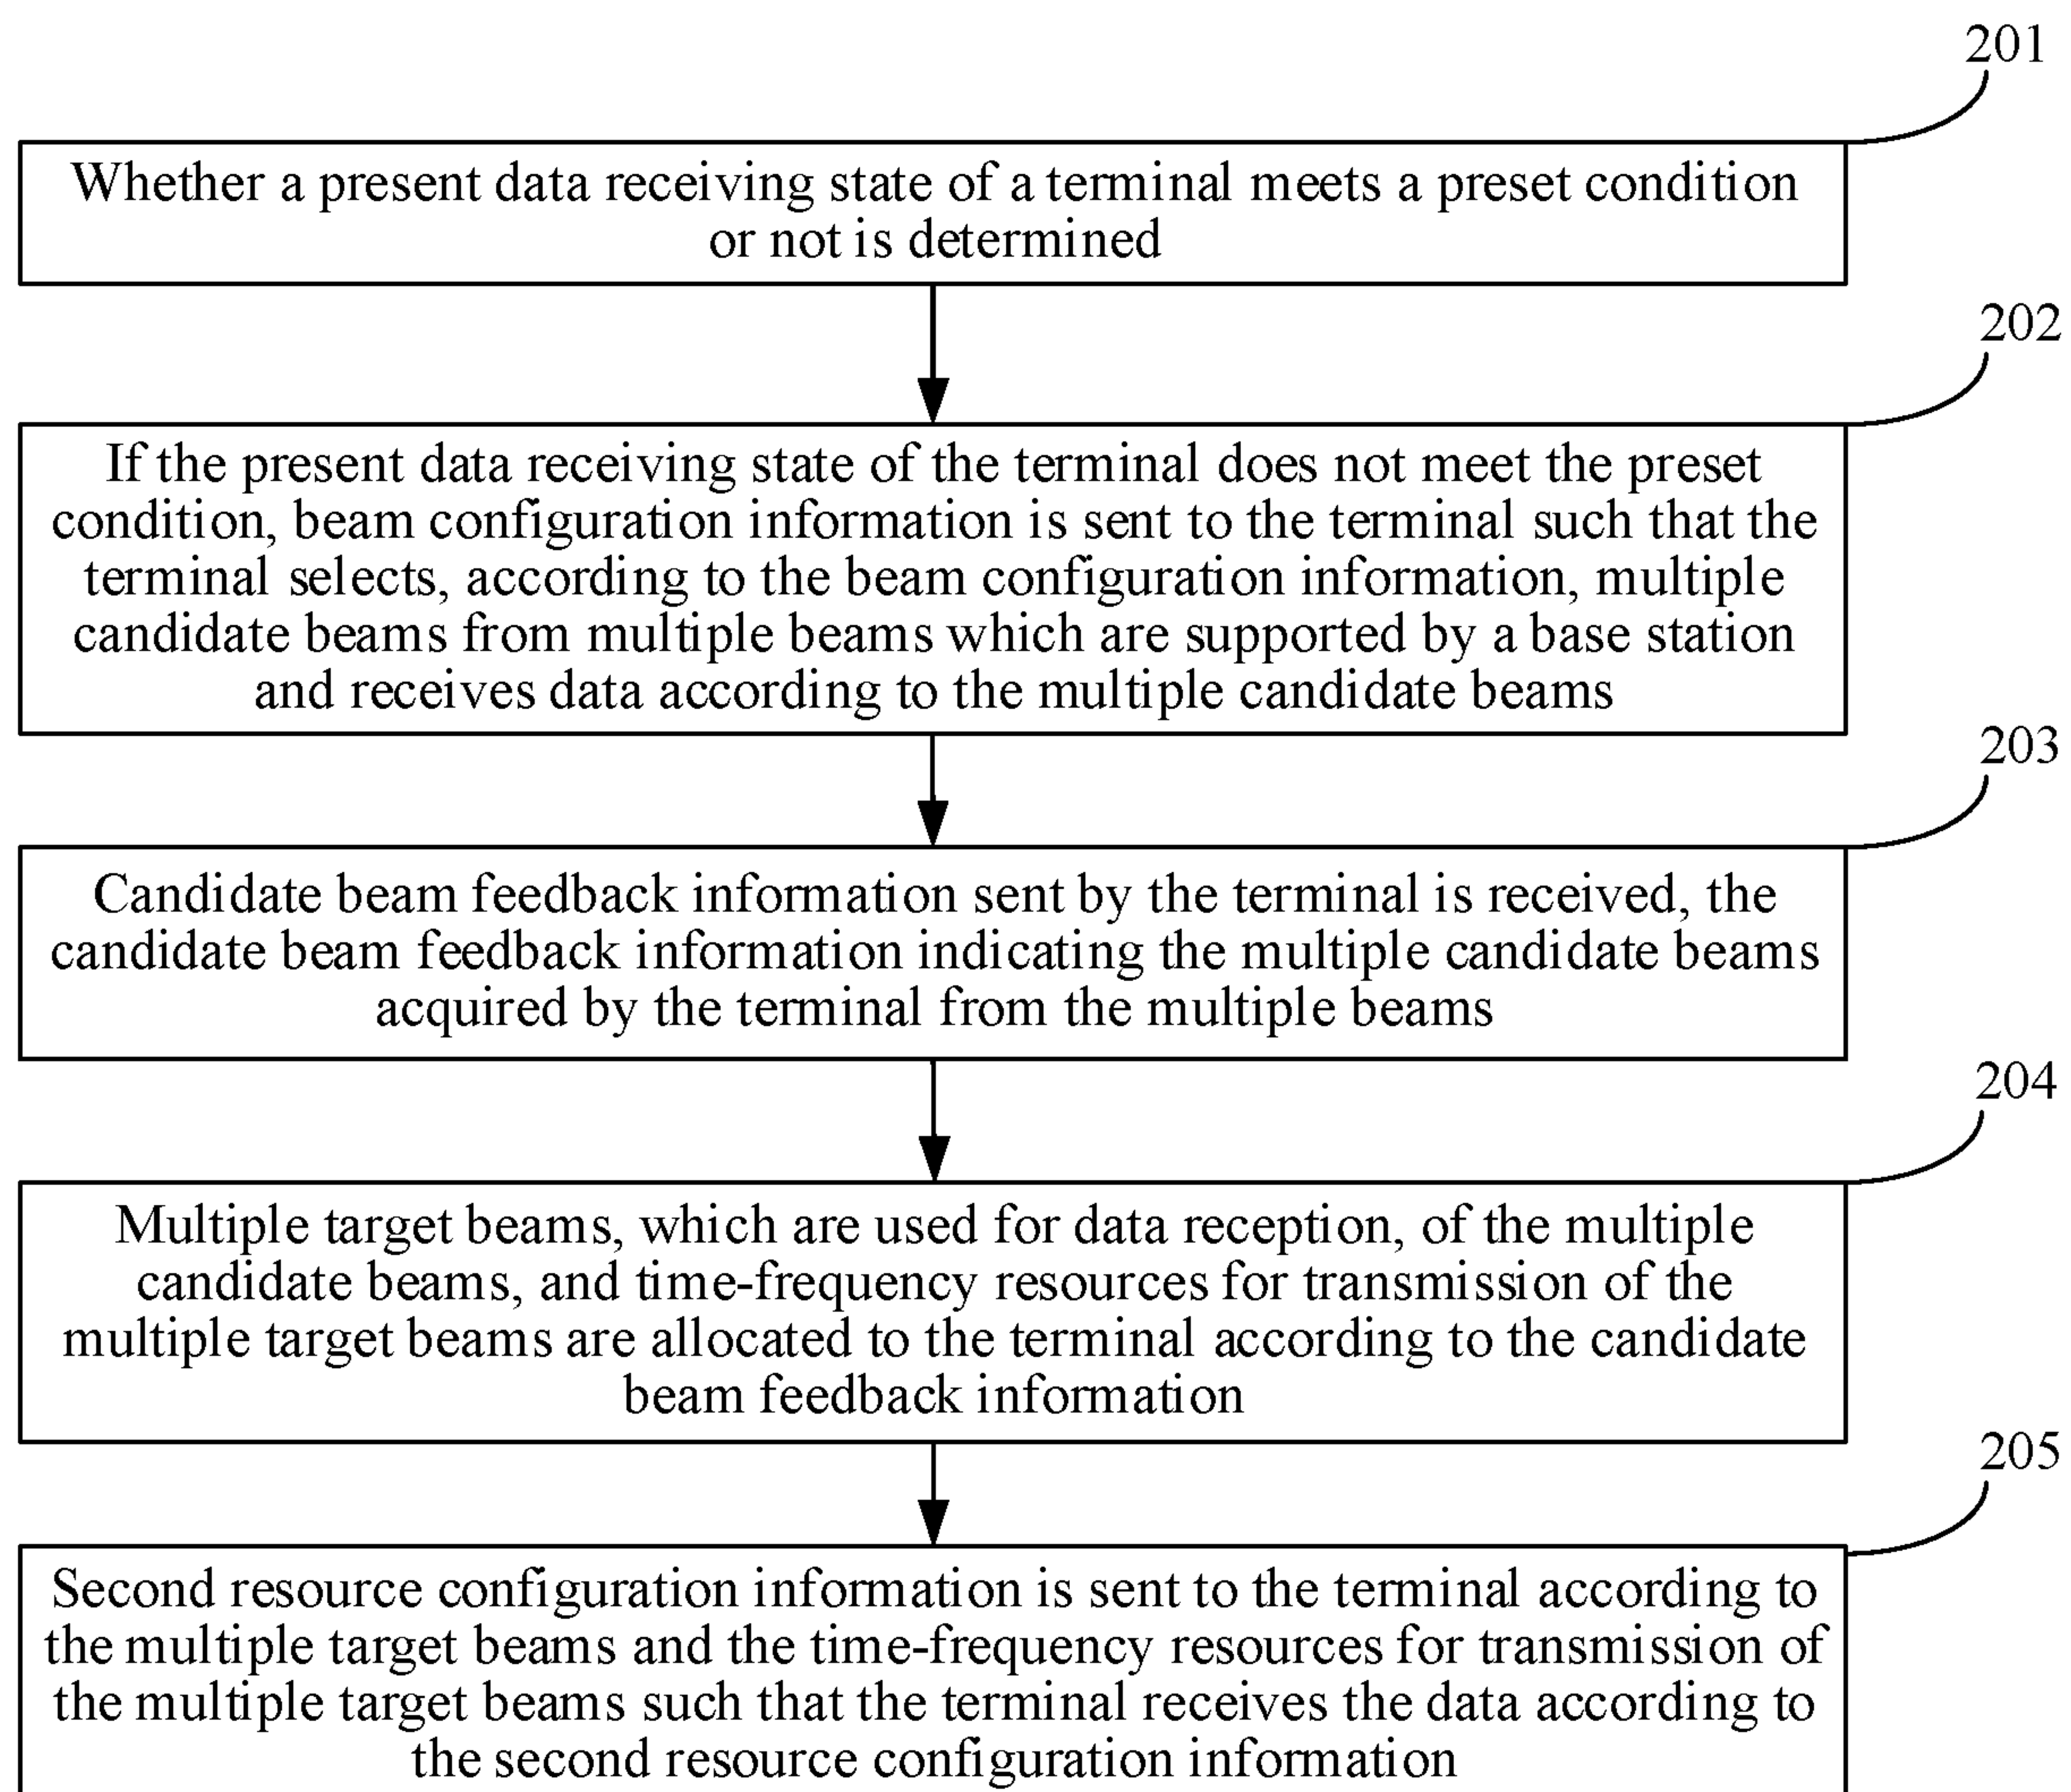 201
Whether a present data receiving state of a terminal meets a preset condition
or not is determined
202
If the present data receiving state of the terminal does not meet the preset
condition, beam configuration information is sent to the terminal such that the
terminal selects, according to the beam configuration information, multiple
candidate beams from multiple beams which are supported by a base station
and receives data according to the multiple candidate beams
203
Candidate beam feedback information sent by the terminal is received, the
candidate beam feedback information indicating the multiple candidate beams
acquired by the terminal from the multiple beams
204
Multiple target beams, which are used for data reception, of the multiple
candidate beams, and time-frequency resources for transmission of the
multiple target beams are allocated to the terminal according to the candidate
beam feedback information
205
Second resource configuration information is sent to the terminal according to
the multiple target beams and the time-frequency resources for transmission of
the multiple target beams such that the terminal receives the data according to
the second resource configuration information